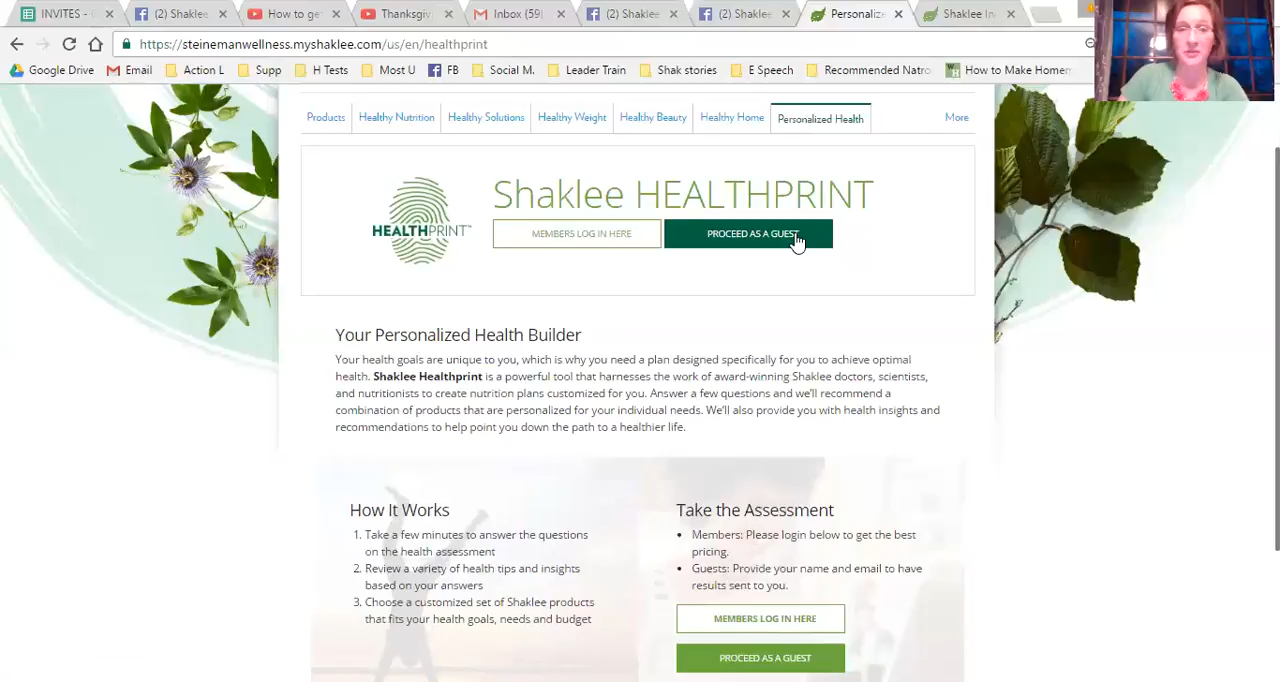 INVITES -
(2) Shaklee
How to ge
Thanksgiv
Inbox (59
(2) Shaklee
(2) Shaklee
Personalize
Shaklee In
https://steinemanwellness.myshaklee.com/us/en/healthprint
Google Drive Email Action L Supp H Tests Most U FB Social M. Leader Train Shak stories E Speech Recommended Natro How to Make Homem
Products Healthy Nutrition Healthy Solutions Healthy Weight Healthy Beauty Healthy Home Personalized Health More
HEALTHPRINT™
Shaklee HEALTHPRINT
MEMBERS LOG IN HERE PROCEED AS A GUEST
Your Personalized Health Builder
Your health goals are unique to you, which is why you need a plan designed specifically for you to achieve optimal
health. Shaklee Healthprint is a powerful tool that harnesses the work of award-winning Shaklee doctors, scientists,
and nutritionists to create nutrition plans customized for you. Answer a few questions and we'll recommend a
combination of products that are personalized for your individual needs. We'll also provide you with health insights and
recommendations to help point you down the path to a healthier life.
How It Works
1. Take a few minutes to answer the questions
on the health assessment
2. Review a variety of health tips and insights
based on your answers
3. Choose a customized set of Shaklee products
that fits your health goals, needs and budget
Take the Assessment
• Members: Please login below to get the best
pricing.
• Guests: Provide your name and email to have
results sent to you.
MEMBERS LOG IN HERE
PROCEED AS A GUEST